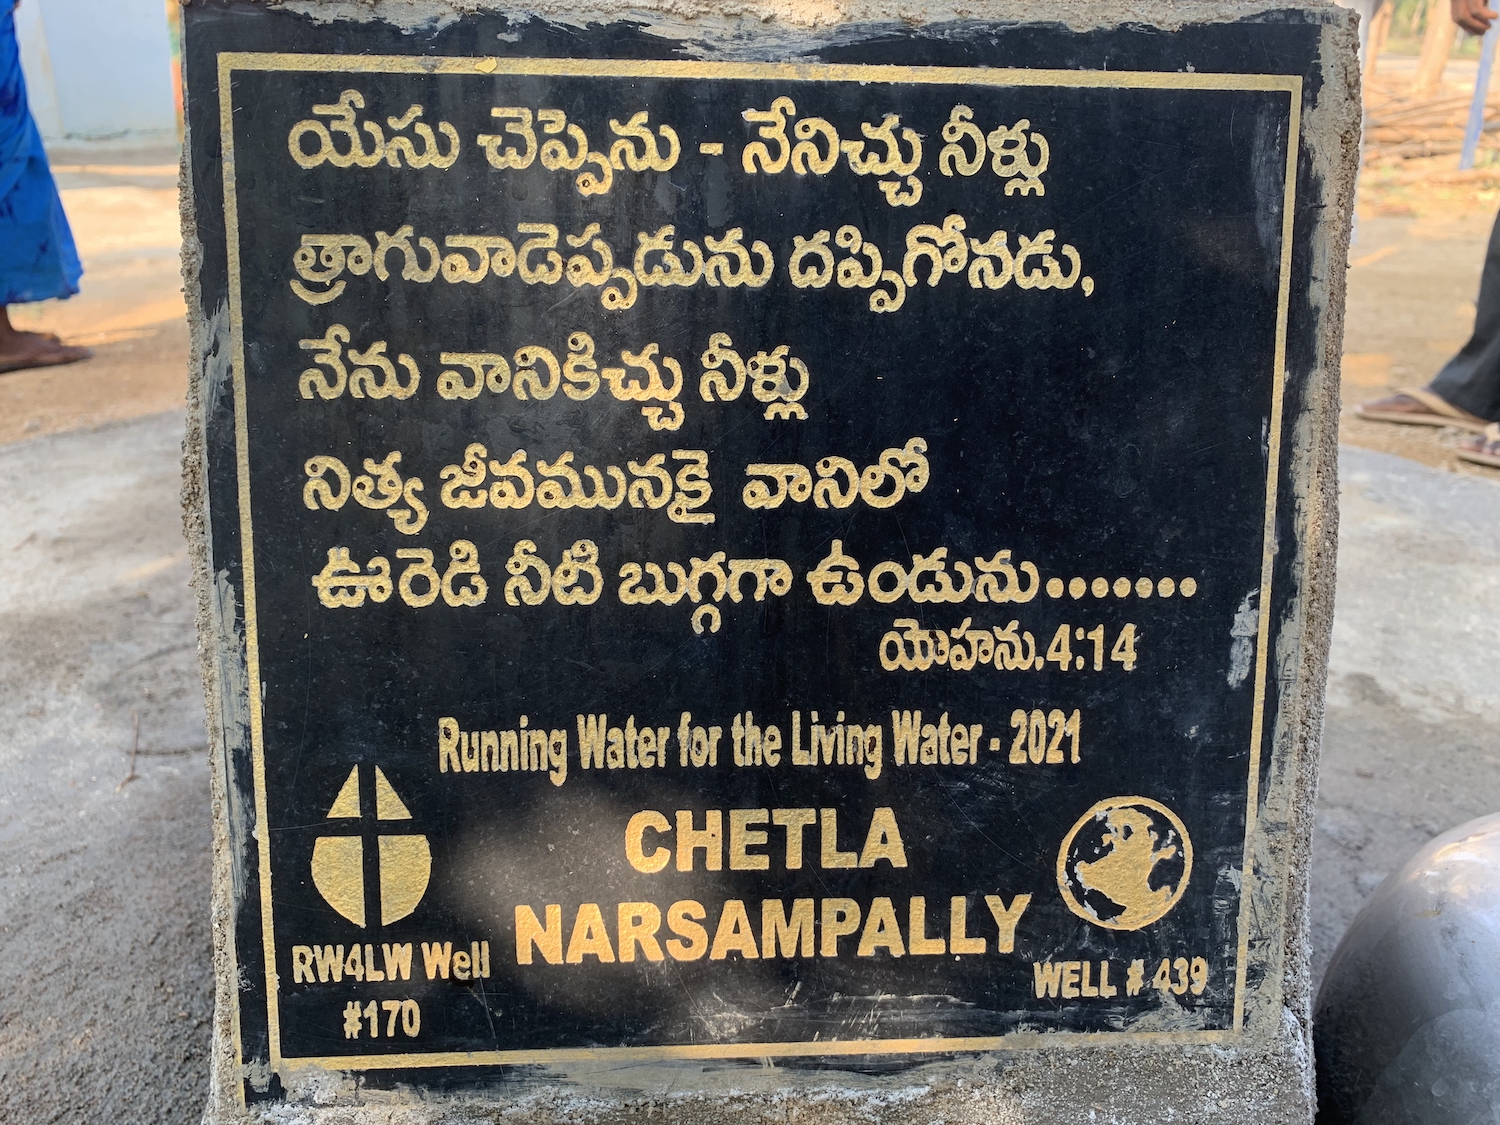 యేసు చెప్పెను - నేనిచ్చు నీళ్లు
త్రాగువాడెప్పుడును దప్పిగోనడు,
నేను వానికిచ్చు నీళ్లు
నిత్య జీవమునకై వానిలో
ఊరెడి నీటి బుగ్గగా ఉండును.......
యోహను.4:14
Running Water for the Living Water - 2021
CHETLA
NARSAMPALLY
RW4LW Well
#170
WELL # 439